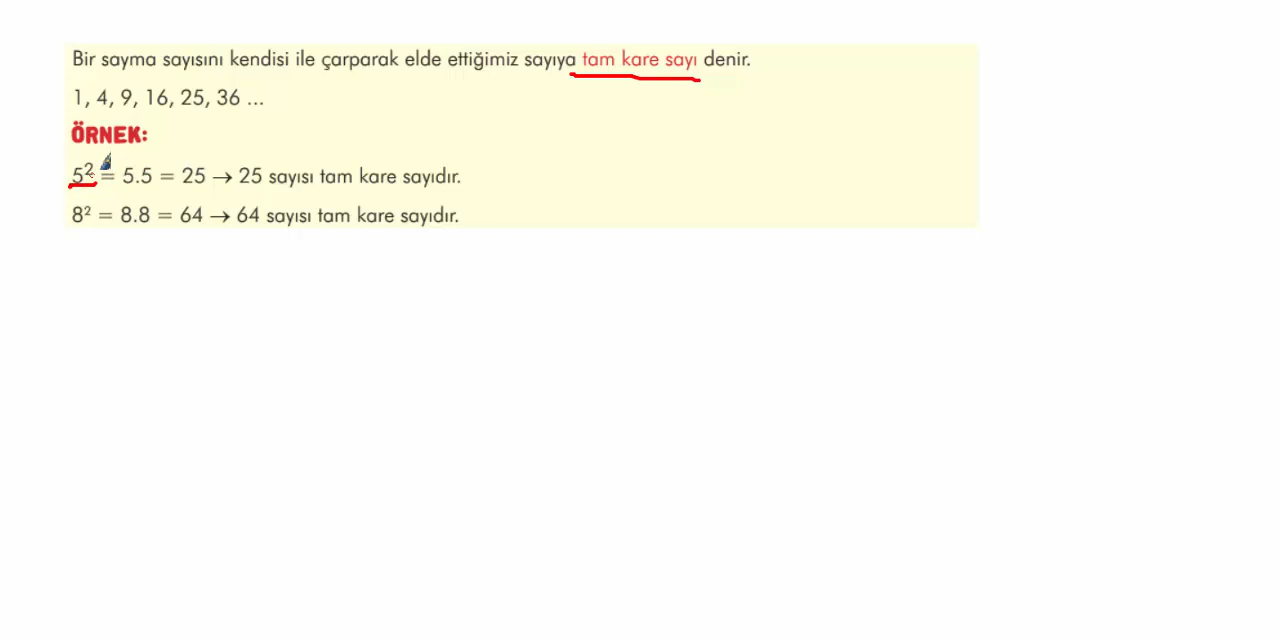 Bir sayma sayısını kendisi ile çarparak elde ettiğimiz sayıya tam kare sayı denir.
1, 4, 9, 16, 25, 36 ...
ÖRNEK:
5² = 5.5 = 25 → 25 sayısı tam kare sayıdır.
8² = 8.8 = 64 → 64 sayısı tam kare sayıdır.